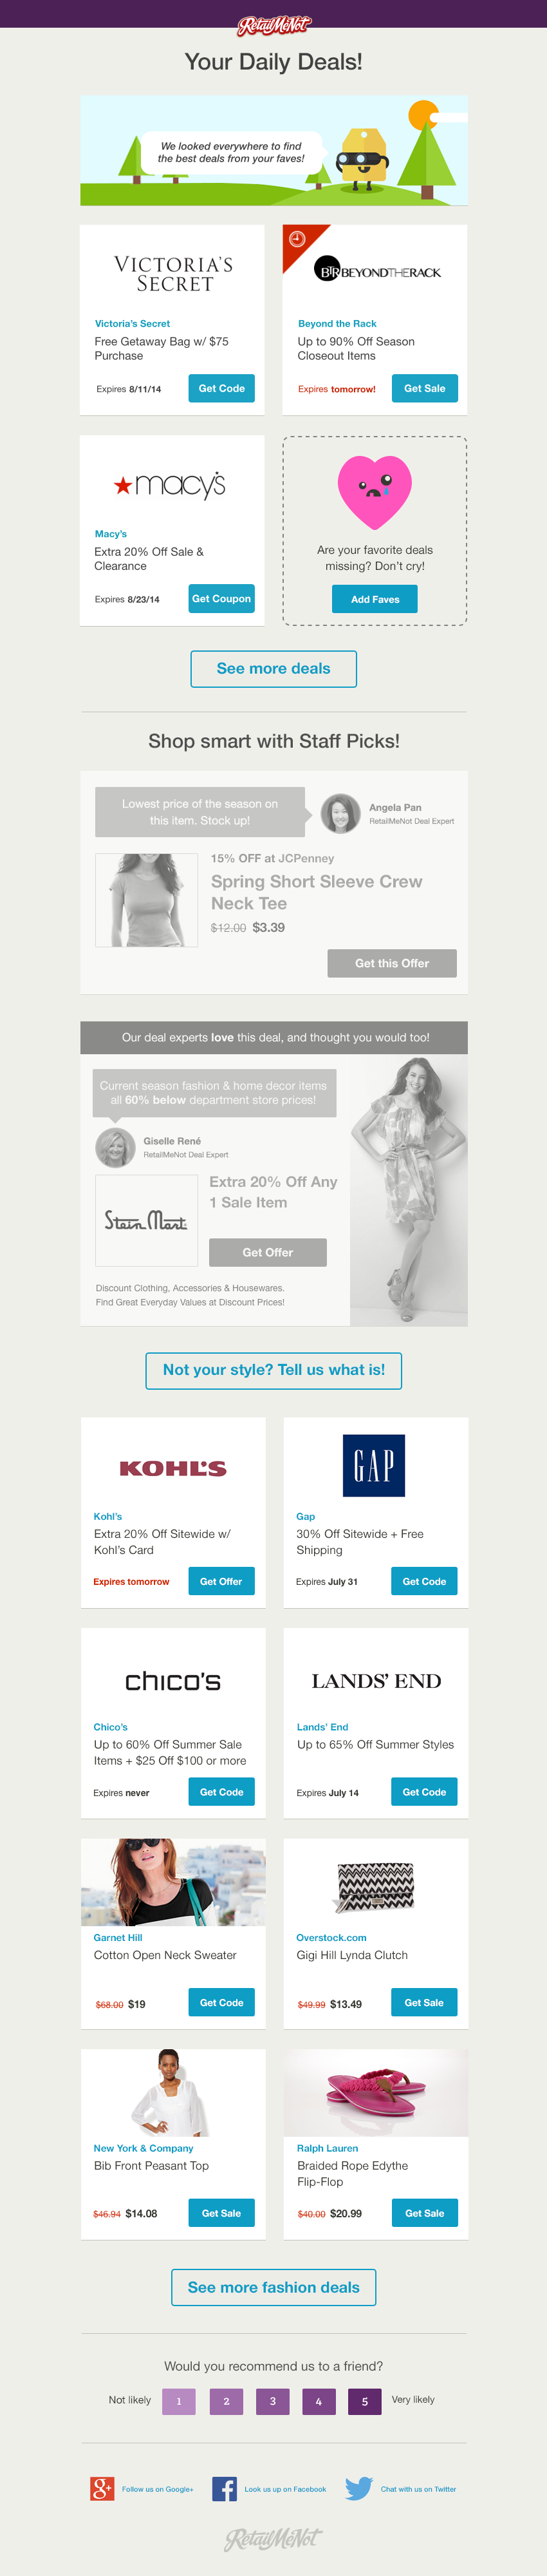 RetailMeNot
Your Daily Deals!
We looked everywhere to find
the best deals from your faves!
VICTORIA'S
SECRET
Victoria's Secret
Free Getaway Bag w/ $75
Purchase
Expires 8/11/14
Get Code
BTR BEYONDTHERACK
Beyond the Rack
Up to 90% Off Season
Closeout Items
Expires tomorrow!
Get Sale
macy's
Macy's
Extra 20% Off Sale &
Clearance
Expires 8/23/14
Get Coupon
Are your favorite deals
missing? Don't cry!
Add Faves
See more deals
Shop smart with Staff Picks!
Lowest price of the season on
this item. Stock up!
Angela Pan
RetailMeNot Deal Expert
15% OFF at JCPenney
Spring Short Sleeve Crew
Neck Tee
$12.00 $3.39
Get this Offer
Our deal experts love this deal, and thought you would too!
Current season fashion & home decor items
all 60% below department store prices!
Giselle René
RetailMeNot Deal Expert
Stein Mart
Extra 20% Off Any
1 Sale Item
Get Offer
Discount Clothing, Accessories & Housewares.
Find Great Everyday Values at Discount Prices!
Not your style? Tell us what is!
KOHL'S
Kohl's
Extra 20% Off Sitewide w/
Kohl's Card
Expires tomorrow
Get Offer
GAP
Gap
30% Off Sitewide + Free
Shipping
Expires July 31
Get Code
chico's
Chico's
Up to 60% Off Summer Sale
Items + $25 Off $100 or more
Expires never
Get Code
LANDS' END
Lands' End
Up to 65% Off Summer Styles
Expires July 14
Get Code
Garnet Hill
Cotton Open Neck Sweater
$68.00 $19
Get Code
Overstock.com
Gigi Hill Lynda Clutch
$49.99 $13.49
Get Sale
New York & Company
Bib Front Peasant Top
$46.94 $14.08
Get Sale
Ralph Lauren
Braided Rope Edythe
Flip-Flop
$40.00 $20.99
Get Sale
See more fashion deals
Would you recommend us to a friend?
Not likely 1 2 3 4 5 Very likely
g+ Follow us on Google+
f Look us up on Facebook
Chat with us on Twitter
RetailMeNot